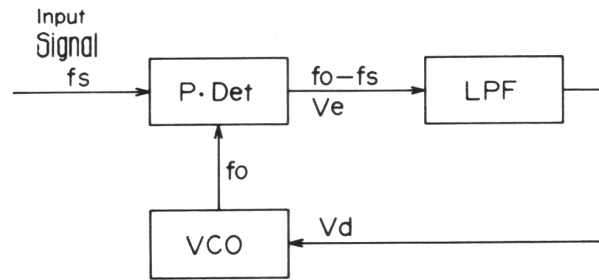 Input
Signal
fs
P. Det
fo-fs
Ve
LPF
fo
VCO
Vd